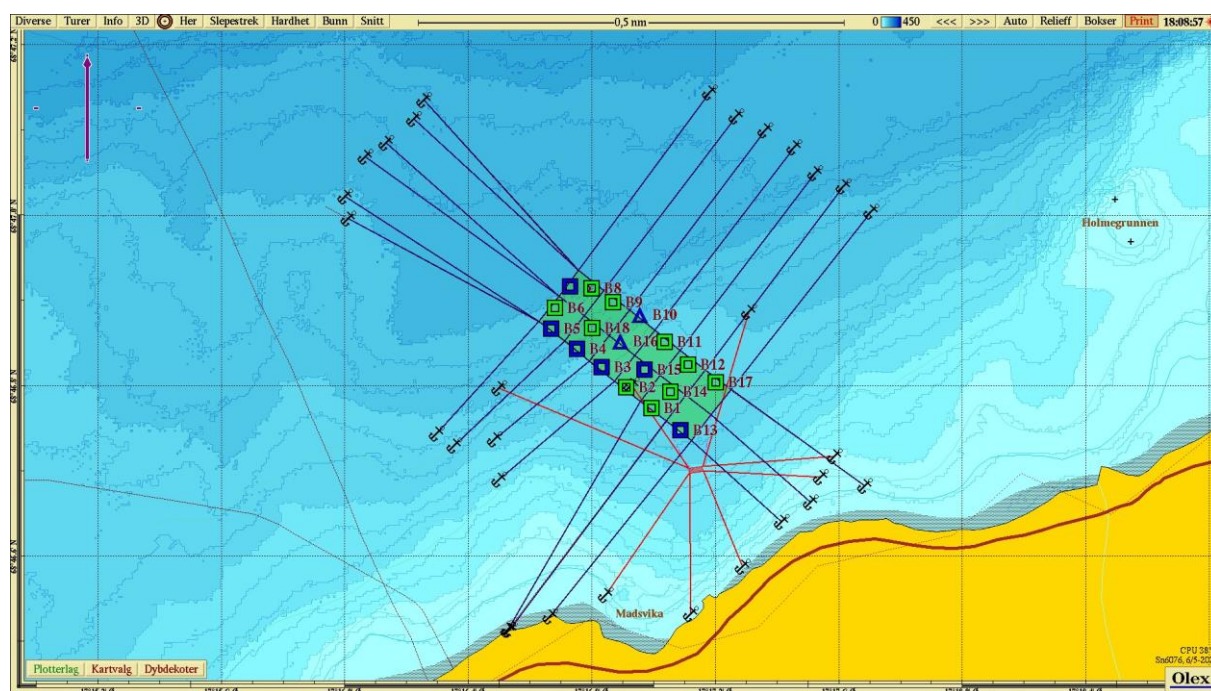 Diverse Turer Info 3D Her Slepestrek Hardhet Bunn Snitt 0,5 nm 0 450 <<< >>> Auto Relieff Bokser Print 18:08:57
Holmegrunnen
B8
B6
B9
B10
B5
B18
B16
B11
B4
B3
B15
B12
B2
B14
B17
B1
B13
Madsvika
Plotterlag Kartvalg Dybdekoter
Olex